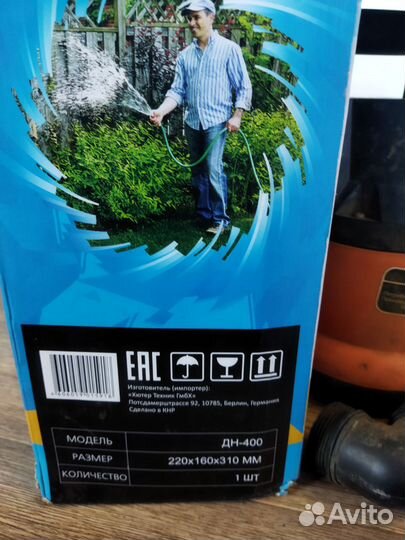 EAC
Изготовитель (импортер):
«Хютер Техник ГмбХ»
Потсдамерштрассе 92, 10785, Берлин, Германия
Сделано в КНР
МОДЕЛЬ ДН-400
РАЗМЕР 220х160х310 ММ
КОЛИЧЕСТВО 1 ШТ
Avito